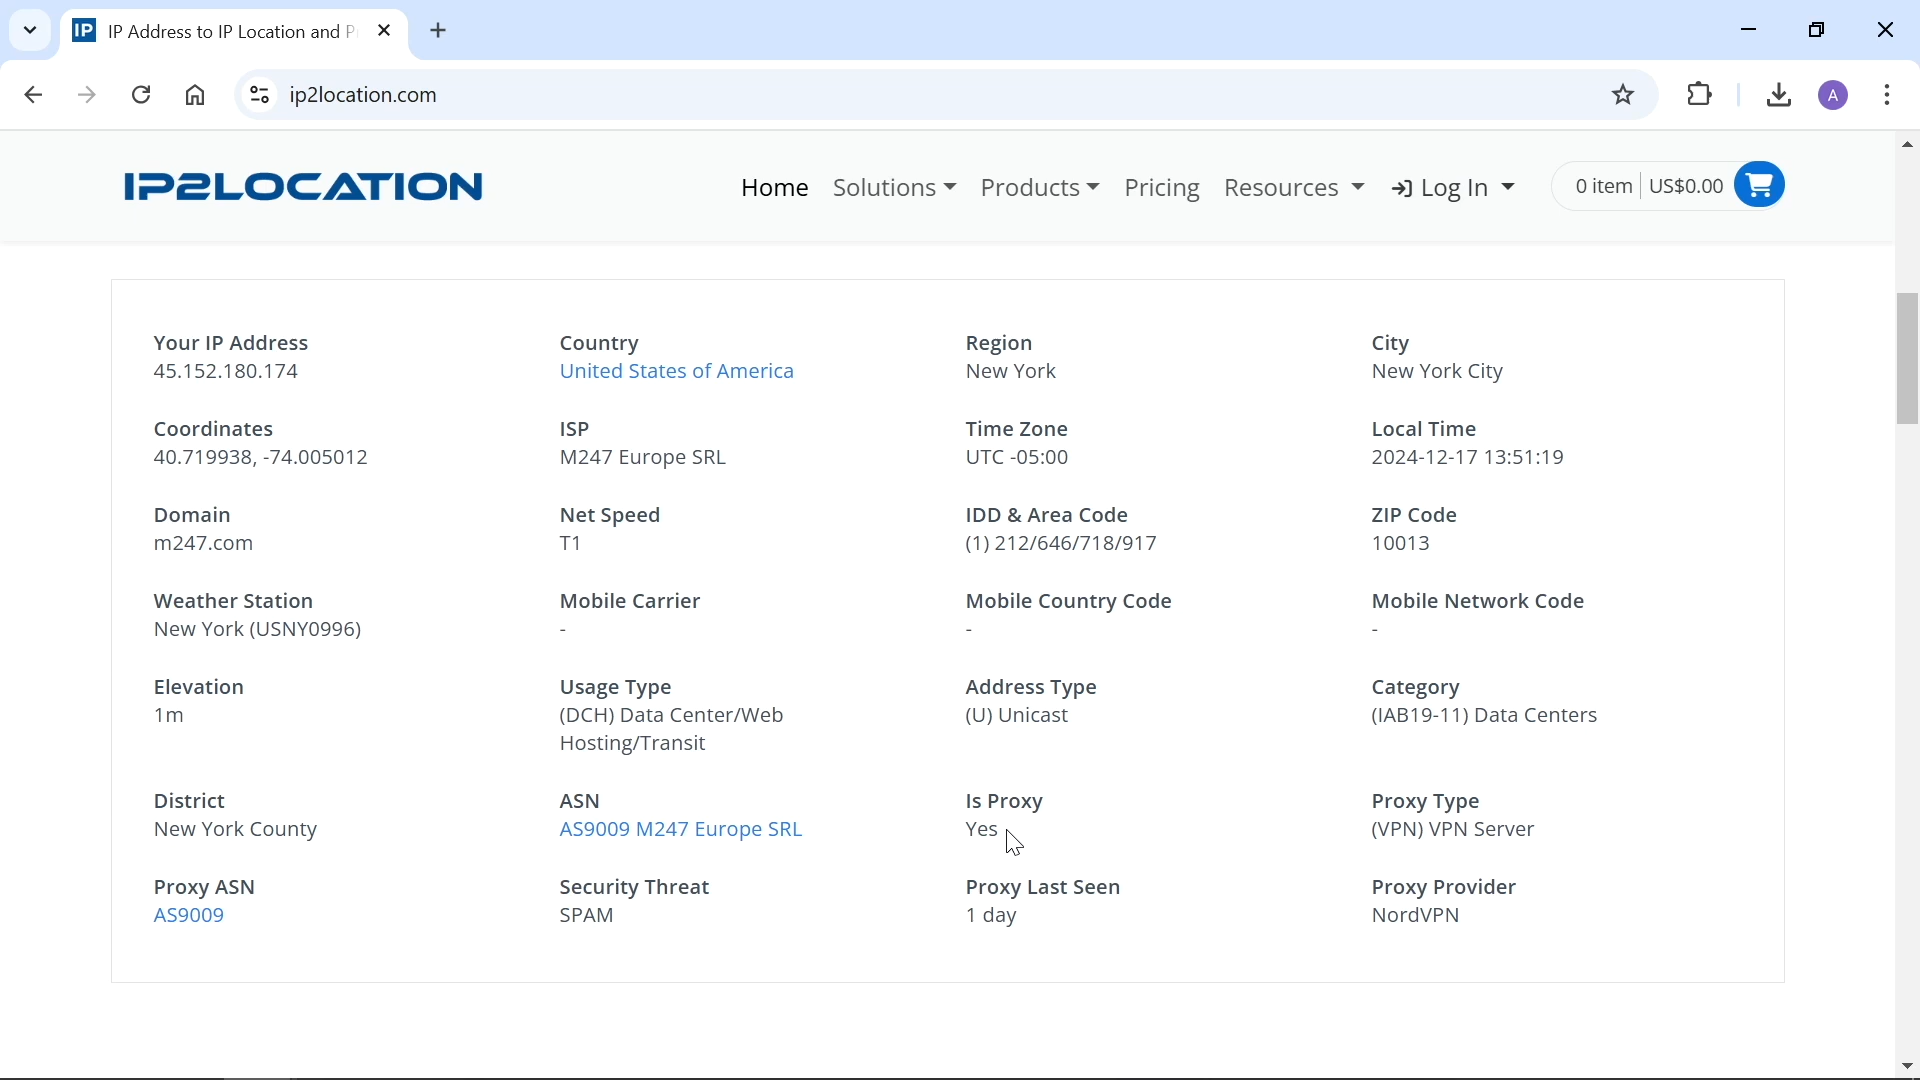 IP Address to IP Location and P
ip2location.com
A
IP2LOCATION
Home Solutions Products Pricing Resources Log In 0 item US$0.00
Your IP Address Country Region City
45.152.180.174 United States of America New York New York City
Coordinates ISP Time Zone Local Time
40.719938, -74.005012 M247 Europe SRL UTC -05:00 2024-12-17 13:51:19
Domain Net Speed IDD & Area Code ZIP Code
m247.com T1 (1) 212/646/718/917 10013
Weather Station Mobile Carrier Mobile Country Code Mobile Network Code
New York (USNY0996) - - -
Elevation Usage Type Address Type Category
1m (DCH) Data Center/Web (U) Unicast (IAB19-11) Data Centers
Hosting/Transit
District ASN Is Proxy Proxy Type
New York County AS9009 M247 Europe SRL Yes (VPN) VPN Server
Proxy ASN Security Threat Proxy Last Seen Proxy Provider
AS9009 SPAM 1 day NordVPN